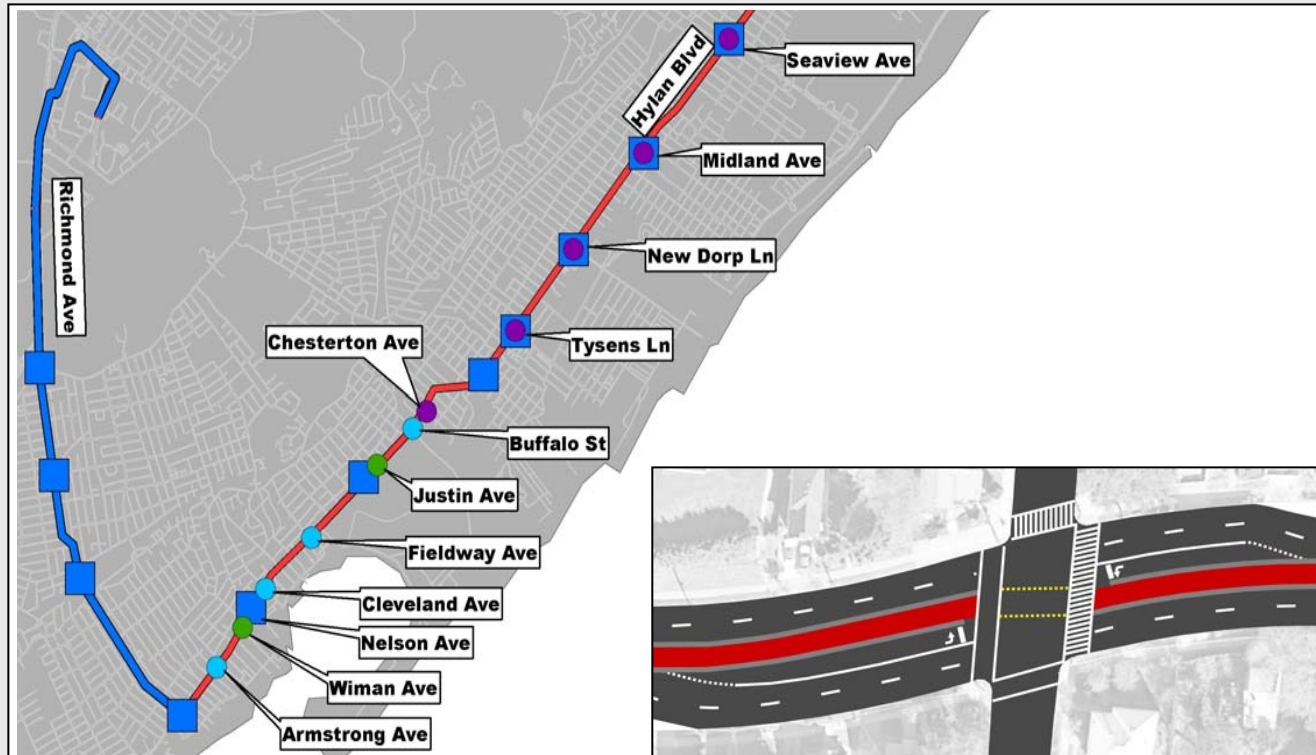 Seaview Ave
Hylan Blvd
Midland Ave
Richmond Ave
New Dorp Ln
Tysens Ln
Chesterton Ave
Buffalo St
Justin Ave
Fieldway Ave
Cleveland Ave
Nelson Ave
Wiman Ave
Armstrong Ave